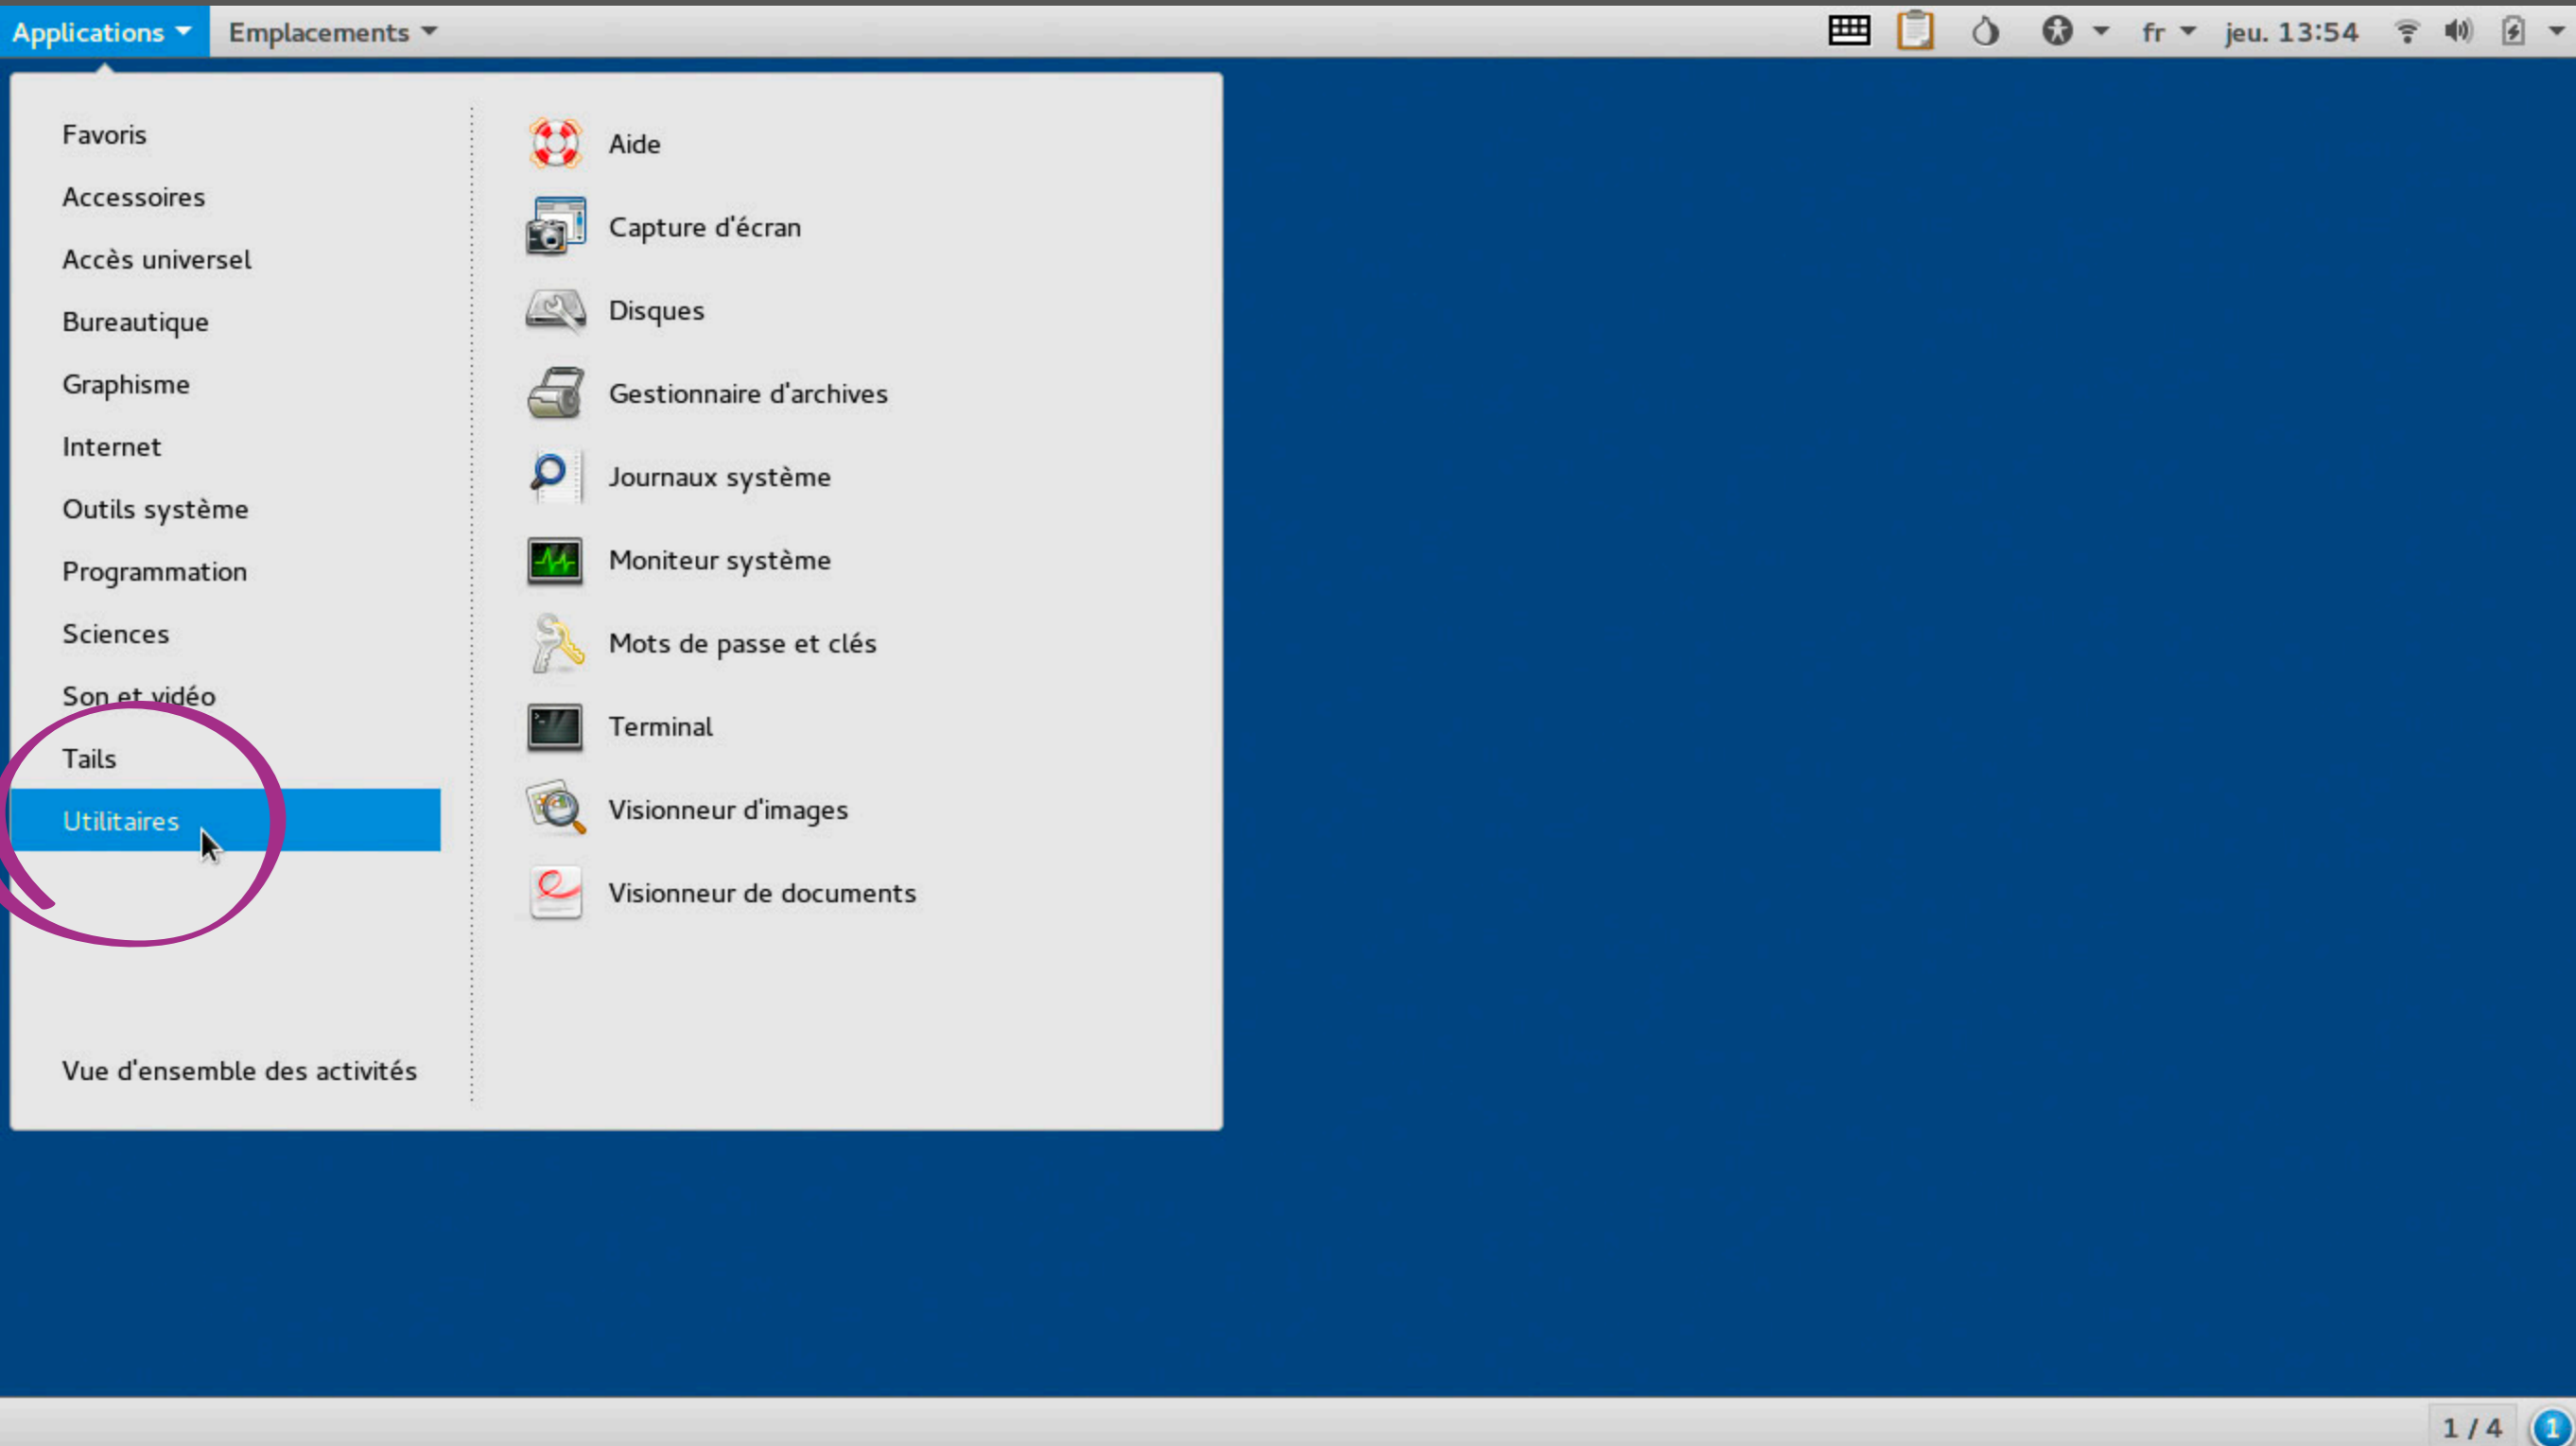 Applications Emplacements fr jeu. 13:54
Favoris
Accessoires
Accès universel
Bureautique
Graphisme
Internet
Outils système
Programmation
Sciences
Son et vidéo
Tails
Utilitaires
Vue d'ensemble des activités
Aide
Capture d'écran
Disques
Gestionnaire d'archives
Journaux système
Moniteur système
Mots de passe et clés
Terminal
Visionneur d'images
Visionneur de documents
1 / 4 1